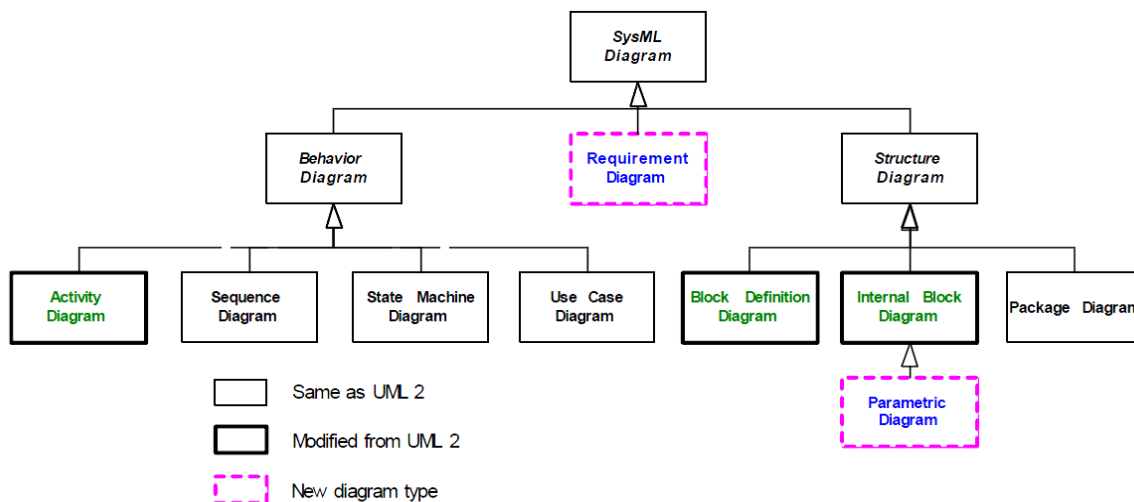 SysML
Diagram
Behavior
Diagram
Requirement
Diagram
Structure
Diagram
Activity
Diagram
Sequence
Diagram
State Machine
Diagram
Use Case
Diagram
Block Definition
Diagram
Internal Block
Diagram
Package Diagram
Parametric
Diagram
Same as UML 2
Modified from UML 2
New diagram type